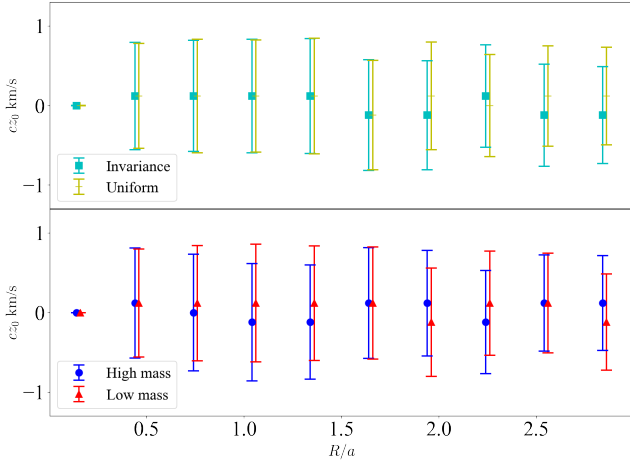 1
0
−1
cz₀ km/s
Invariance
Uniform
1
0
−1
cz₀ km/s
High mass
Low mass
0.5 1.0 1.5 2.0 2.5
R/a